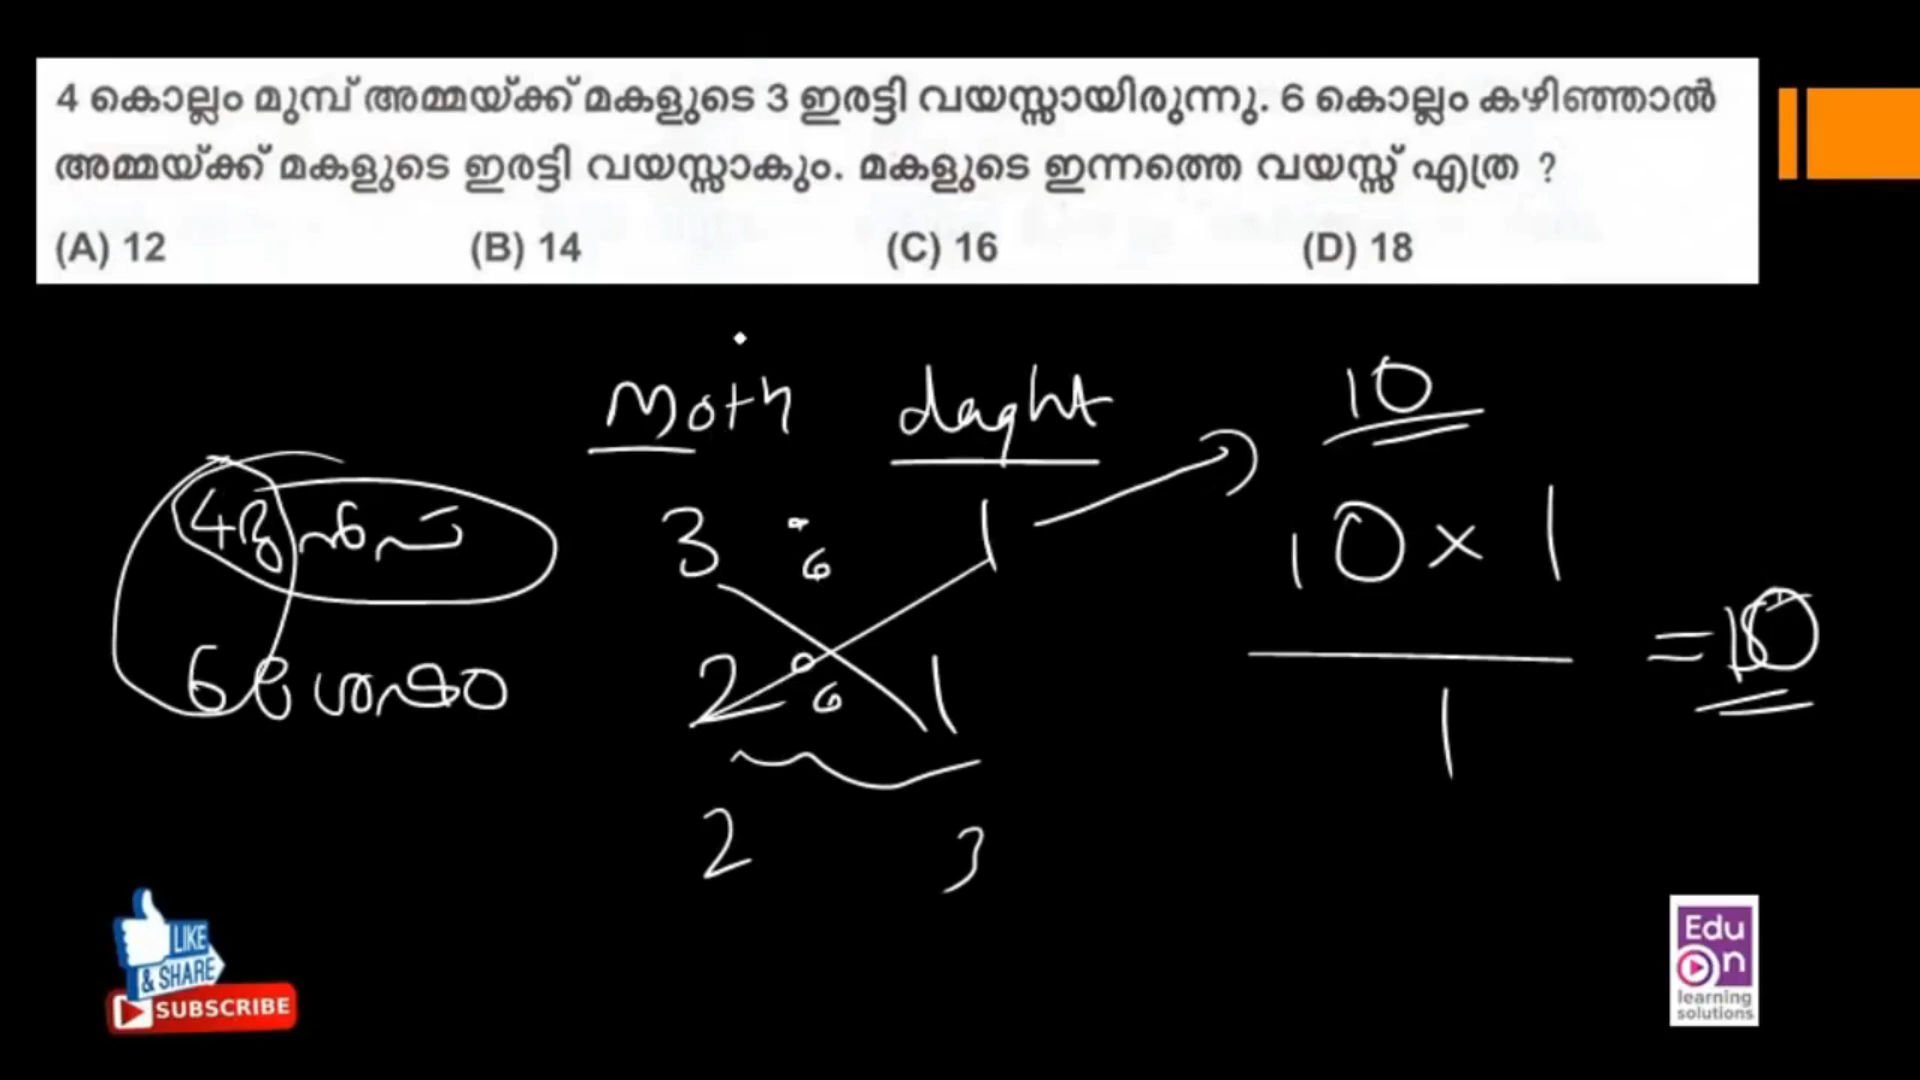 4 കൊല്ലം മുമ്പ് അമ്മയ്ക്ക് മകളുടെ 3 ഇരട്ടി വയസ്സായിരുന്നു. 6 കൊല്ലം കഴിഞ്ഞാൽ
അമ്മയ്ക്ക് മകളുടെ ഇരട്ടി വയസ്സാകും. മകളുടെ ഇന്നത്തെ വയസ്സ് എത്ര ?
(A) 12 (B) 14 (C) 16 (D) 18
Moth daght 10
4 3 : 1 10 × 1
= 10
6 ശേഷം 2 : 1 1
2 3
LIKE
& SHARE
SUBSCRIBE
Edu
On
learning
solutions